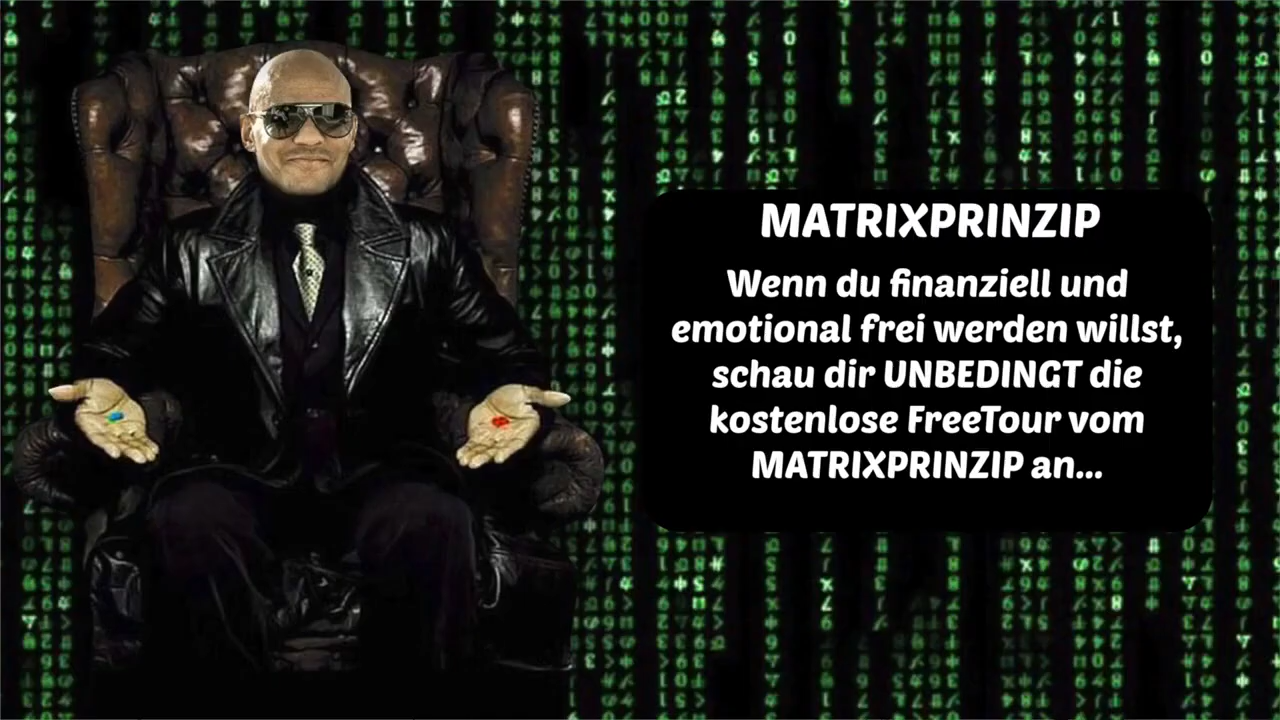 MATRIXPRINZIP
Wenn du finanziell und
emotional frei werden willst,
schau dir UNBEDINGT die
kostenlose FreeTour vom
MATRIXPRINZIP an...